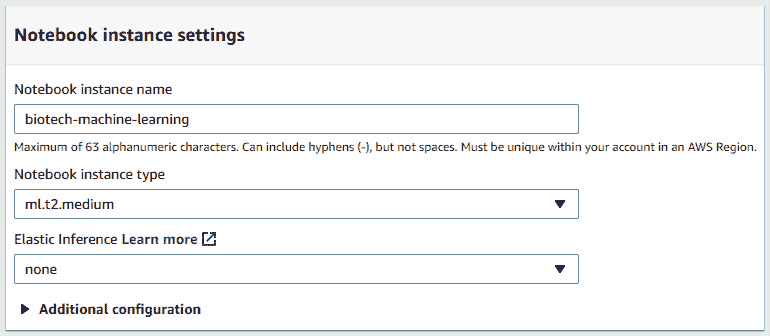 Notebook instance settings
Notebook instance name
biotech-machine-learning
Maximum of 63 alphanumeric characters. Can include hyphens (-), but not spaces. Must be unique within your account in an AWS Region.
Notebook instance type
ml.t2.medium
Elastic Inference Learn more
none
Additional configuration